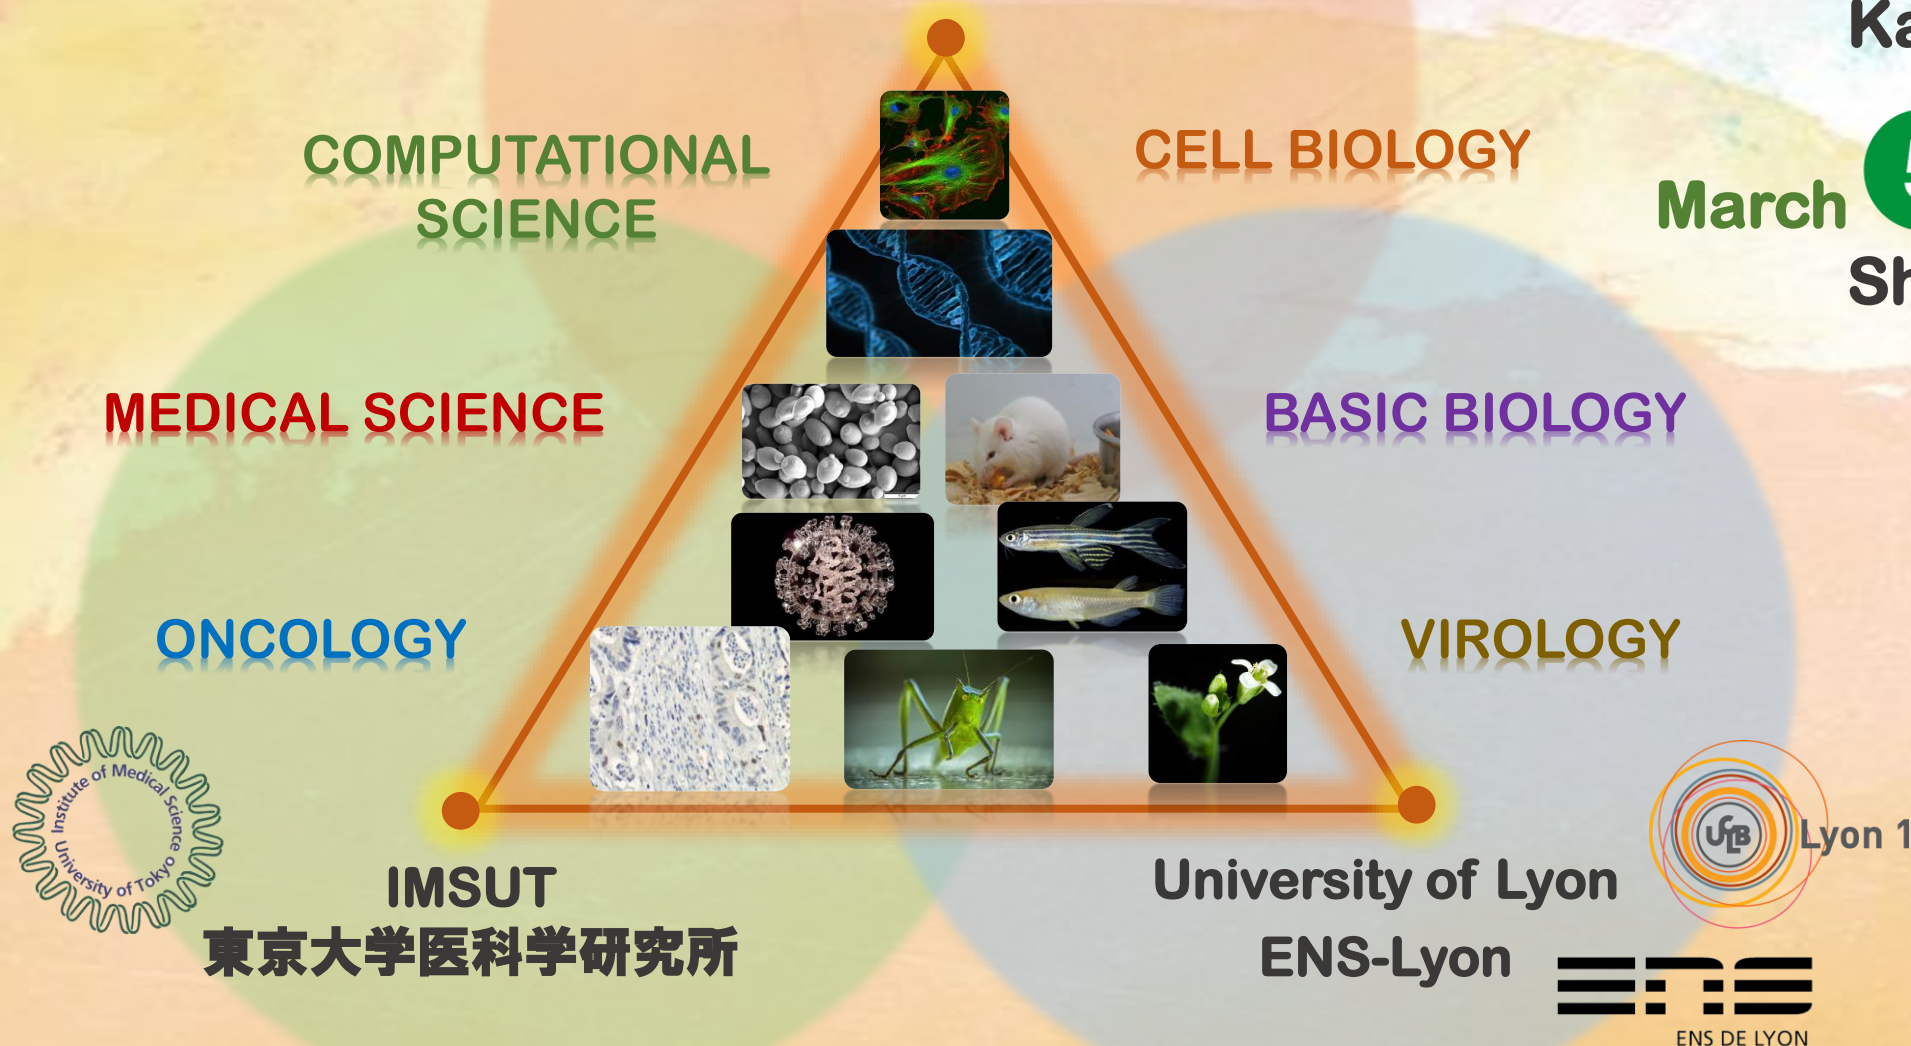 COMPUTATIONAL
SCIENCE
CELL BIOLOGY
March
MEDICAL SCIENCE
BASIC BIOLOGY
ONCOLOGY
VIROLOGY
Institute of Medical Science
University of Tokyo
IMSUT
東京大学医科学研究所
University of Lyon
ENS-Lyon
UCLB
Lyon 1
ENS
ENS DE LYON